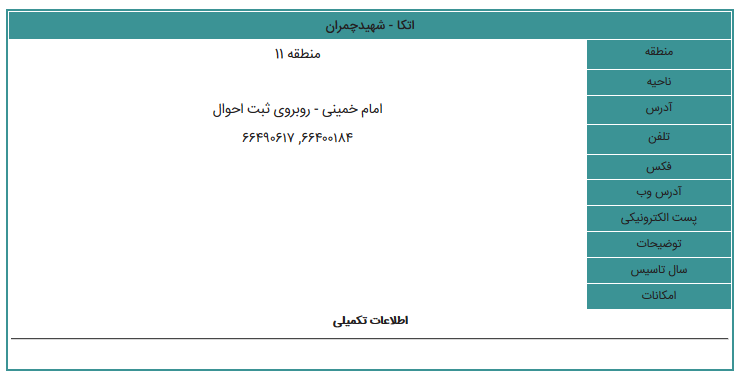 اتکا - شهیدچمران
منطقه منطقه ۱۱
ناحیه
آدرس امام خمینی - روبروی ثبت احوال
تلفن ۶۶۴۰۰۱۸۴, ۶۶۴۹۰۶۱۷
فکس
آدرس وب
پست الکترونیکی
توضیحات
سال تاسیس
امکانات
اطلاعات تکمیلی